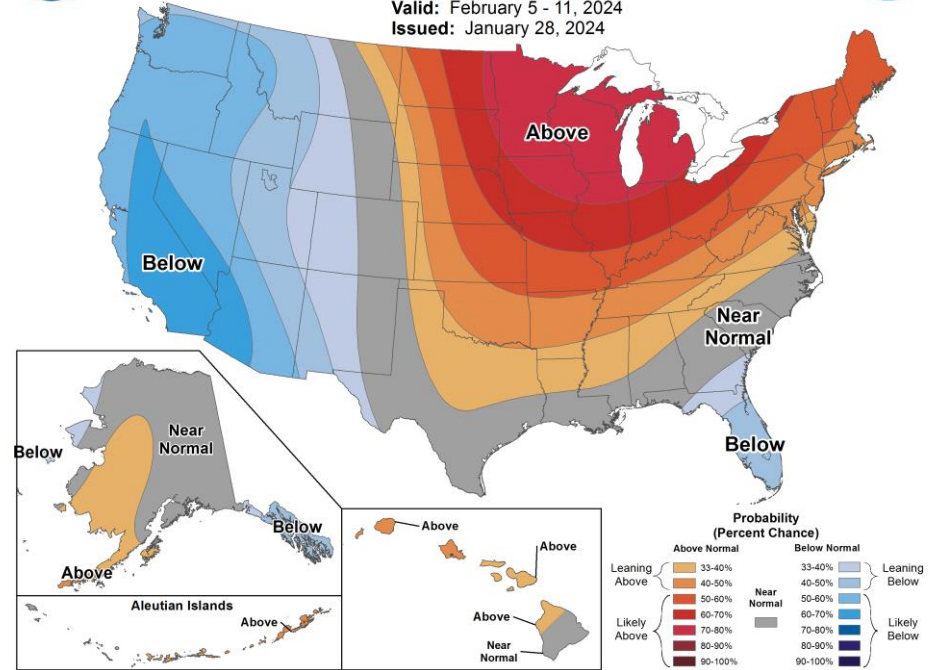 Valid: February 5 - 11, 2024
Issued: January 28, 2024
Above
Below
Near
Normal
Below
Near
Normal
Below
Below
Above
Aleutian Islands
Above
Above
Above
Above
Near
Normal
Probability
(Percent Chance)
Above Normal
Below Normal
Leaning
Above
33-40%
40-50%
Likely
Above
50-60%
60-70%
70-80%
80-90%
90-100%
Near
Normal
33-40%
40-50%
Leaning
Below
50-60%
60-70%
70-80%
80-90%
90-100%
Likely
Below